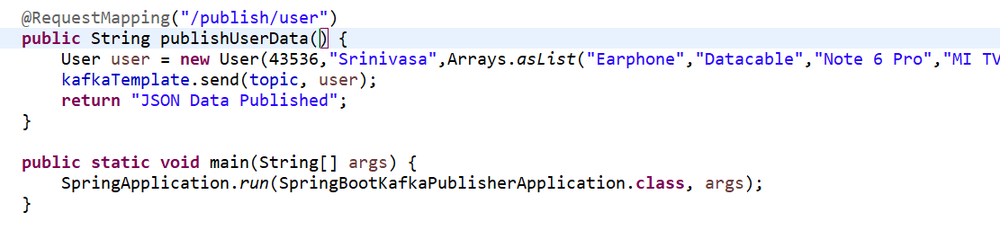 @RequestMapping("/publish/user")
public String publishUserData() {
User user = new User(43536,"Srinivasa",Arrays.asList("Earphone","Datacable","Note 6 Pro","MI TV
kafkaTemplate.send(topic, user);
return "JSON Data Published";
}
public static void main(String[] args) {
SpringApplication.run(SpringBootKafkaPublisherApplication.class, args);
}